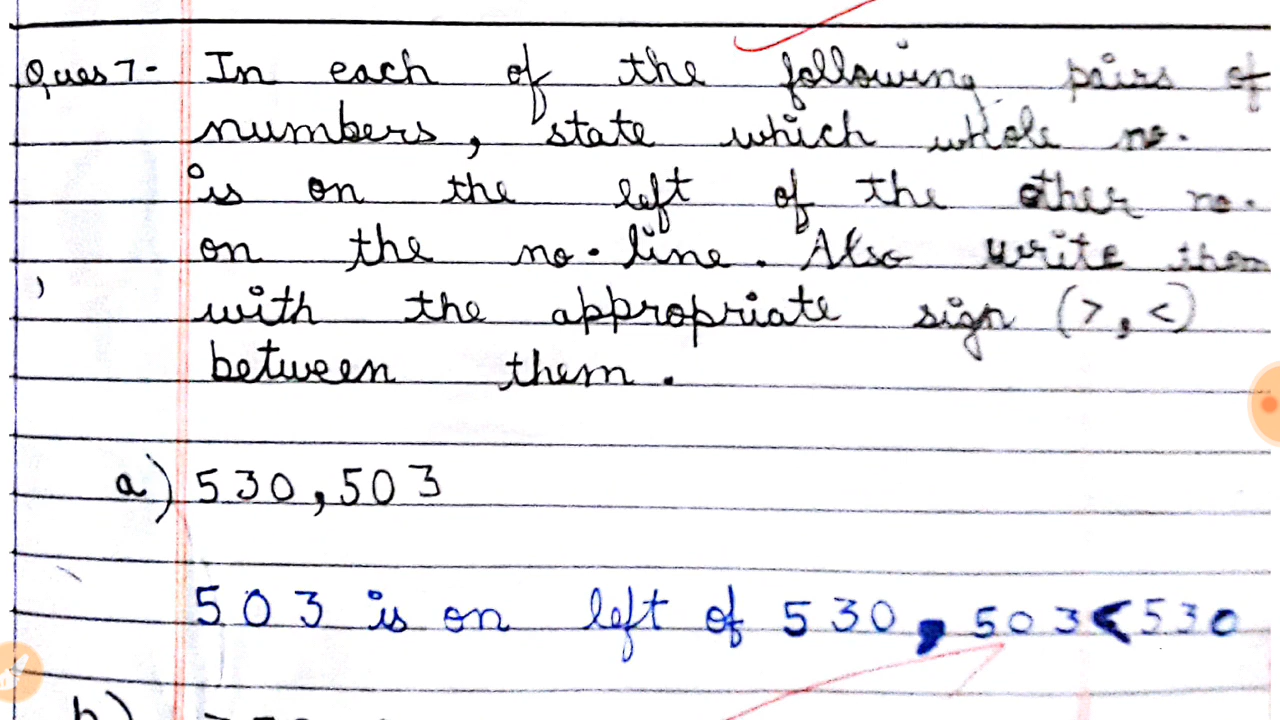 Ques 7- In each of the following pairs of
numbers, state which whole no.
is on the left of the other no.
on the no. line. Also write them
with the appropriate sign (>, <)
between them.
a) 530, 503
503 is on left of 530, 503 < 530
b)